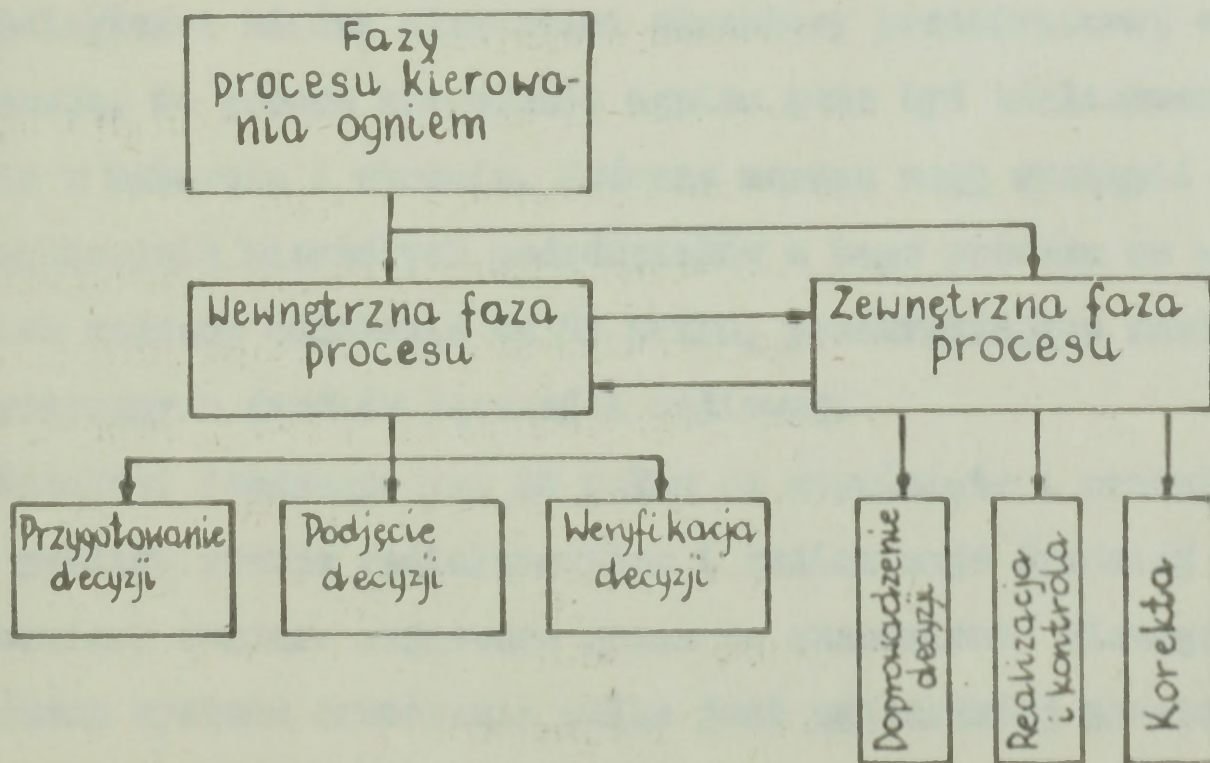 Fazy
procesu kierowa-
nia ogniem
Wewnętrzna faza
procesu
Zewnętrzna faza
procesu
Przygotowanie
decyzji
Podjęcie
decyzji
Weryfikacja
decyzji
Doprowadzenie
decyzji
Realizacja
i kontrola
Korekta